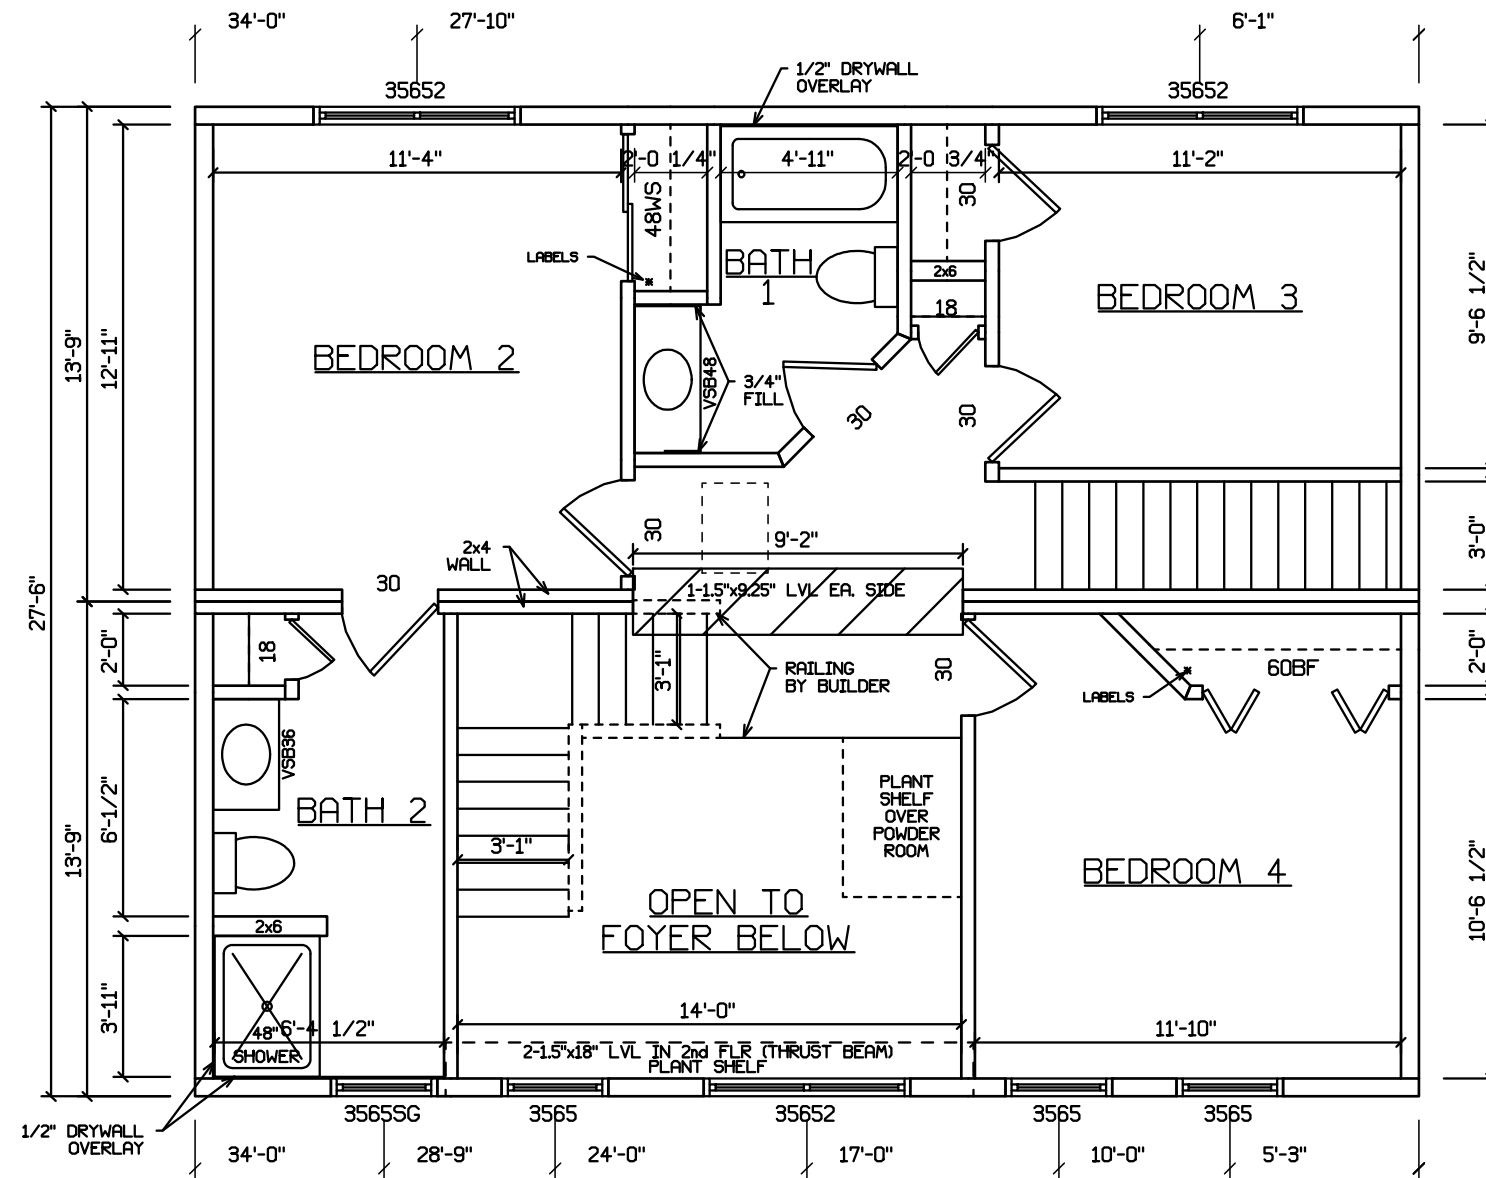 34'-0"
27'-10"
6'-1"
35652
1/2" DRYWALL
OVERLAY
35652
11'-4"
2'-0 1/4"
4'-11"
2'-0 3/4"
11'-2"
48WS
30
LABELS
BATH
1
2x6
18
BEDROOM 3
9'-6 1/2"
13'-9"
12'-11"
BEDROOM 2
VSB48
3/4"
FILL
30
30
30
9'-2"
3'-0"
2x4
WALL
30
1-1.5"x9.25" LVL EA. SIDE
27'-6"
2'-0"
18
3'-1"
RAILING
BY BUILDER
30
60BF
LABELS
2'-0"
VSB36
BATH 2
6'-1/2"
13'-9"
3'-1"
PLANT
SHELF
OVER
POWDER
ROOM
BEDROOM 4
10'-6 1/2"
OPEN TO
FOYER BELOW
2x6
3'-11"
14'-0"
48"
SHOWER
6'-4 1/2"
11'-10"
2-1.5"x18" LVL IN 2nd FLR (THRUST BEAM)
PLANT SHELF
3565SG
3565
35652
3565
3565
1/2" DRYWALL
OVERLAY
34'-0"
28'-9"
24'-0"
17'-0"
10'-0"
5'-3"